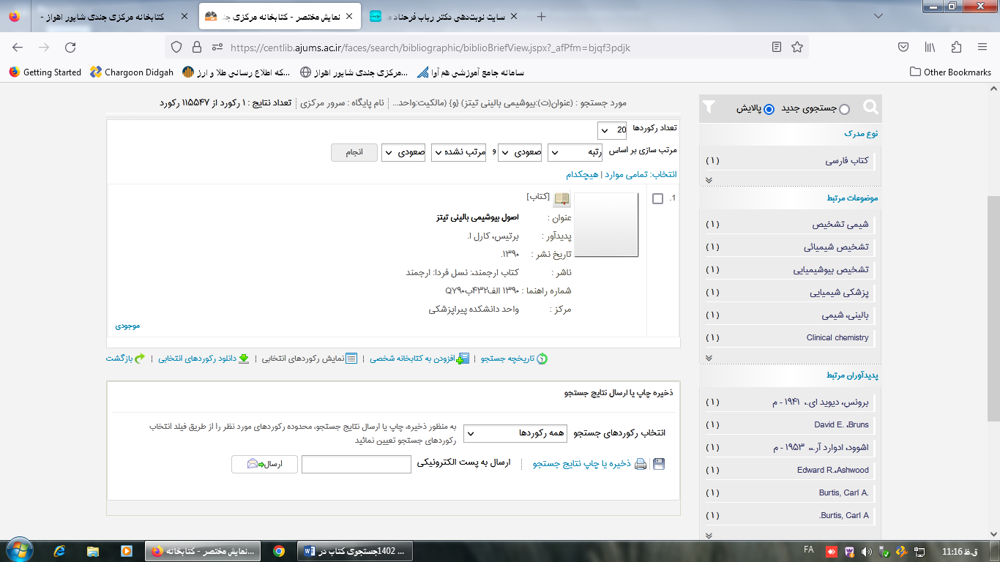 کتابخانه مرکزی جندی شاپور اهواز -
نمایش مختصر - کتابخانه مرکزی جند
سایت نوبت‌دهی دکتر رباب فرحناد
https://centlib.ajums.ac.ir/faces/search/bibliographic/biblioBriefView.jspx?_afPfm=bjqf3pdjk
Getting Started
Chargoon Didgah
...که اطلاع رسانی طلا و ارز
...مرکزی جندی شاپور اهواز
سامانه جامع آموزشی هم آوا
Other Bookmarks
مورد جستجو : (عنوان(ت):بیوشیمی بالینی تیتز) {و} (مالکیت:واحد... نام پایگاه : سرور مرکزی تعداد نتایج : ۱ رکورد از ۱۱۵۵۴۷ رکورد
تعداد رکوردها 20
مرتب سازی بر اساس رتبه صعودی و مرتب نشده صعودی انجام
انتخاب: تمامی موارد | هیچکدام
1.
[کتاب]
عنوان : اصول بیوشیمی بالینی تیتز
پدیدآور : برتیس، کارل ا.
تاریخ نشر : ۱۳۹۰.
ناشر : کتاب ارجمند،: نسل فردا: ارجمند
شماره راهنما : ۱۳۹۰ الف۴۳۲ب‭QY۹۰
مرکز : واحد دانشکده پیراپزشکی
موجودی
تاریخچه جستجو
افزودن به کتابخانه شخصی
نمایش رکوردهای انتخابی
دانلود رکوردهای انتخابی
بازگشت
ذخیره چاپ یا ارسال نتایج جستجو
انتخاب رکوردهای جستجو همه رکوردها
به منظور ذخیره، چاپ یا ارسال نتایج جستجو، محدوده رکوردهای مورد نظر را از طریق فیلد انتخاب
رکوردهای جستجو تعیین نمائید
ذخیره یا چاپ نتایج جستجو ارسال به پست الکترونیکی ارسال
جستجوی جدید پالایش
نوع مدرک
کتاب فارسی (۱)
موضوعات مرتبط
شیمی تشخیص (۱)
تشخیص شیمیائی (۱)
تشخیص بیوشیمیایی (۱)
پزشکی شیمیایی (۱)
بالینی، شیمی (۱)
Clinical chemistry (۱)
پدیدآوران مرتبط
برونس، دیوید ای.، ۱۹۴۱ - م (۱)
David E. ،Bruns (۱)
اشوود، ادوارد آر.،، ۱۹۵۳ - م (۱)
Edward R.،Ashwood (۱)
Burtis, Carl A. (۱)
.Burtis, Carl A (۱)
...نمایش مختصر - کتابخانه
... 1402جستجوی کتاب در
FA
11:16 ق.ظ